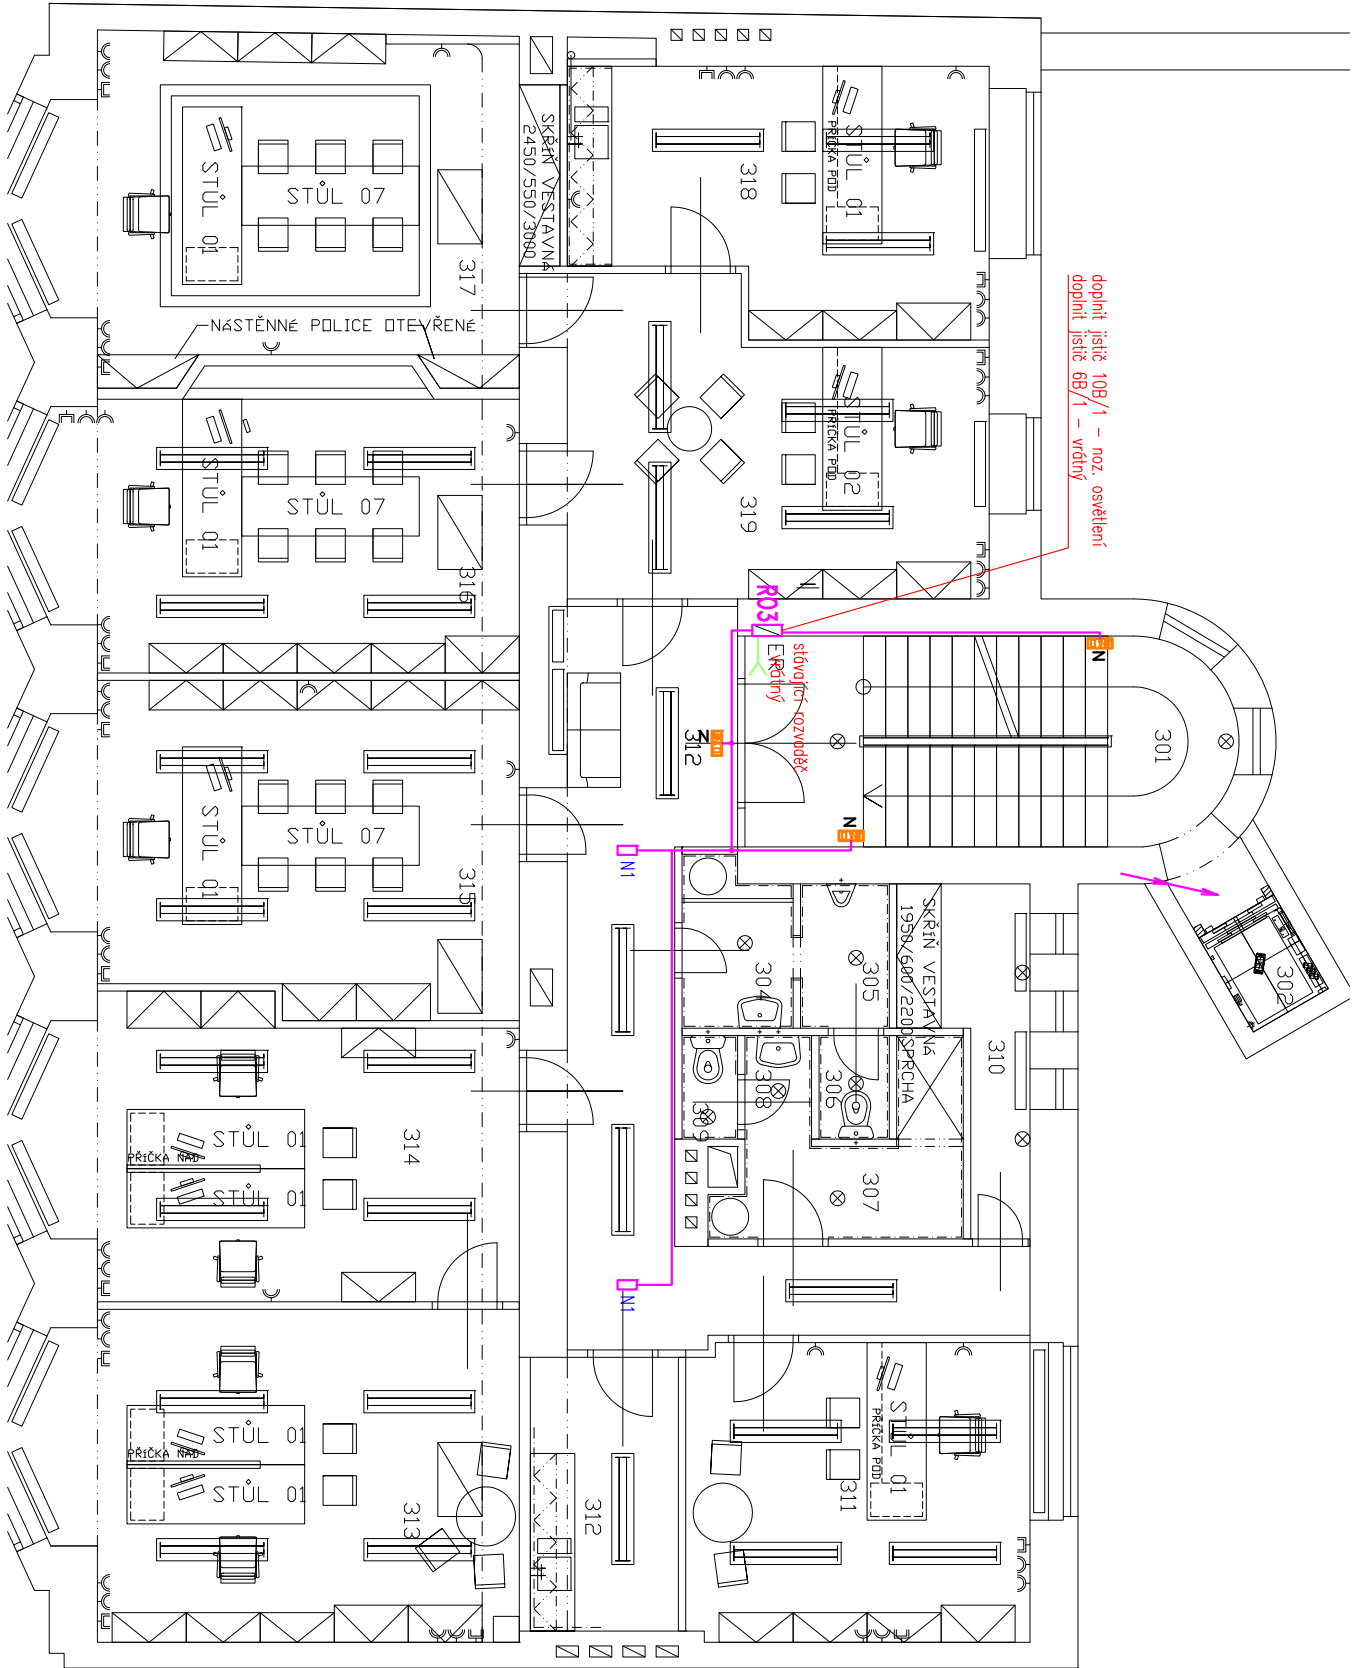 SKŘÍŇ VESTAVNÁ
2450/550/3000
318
STŮL 01
PŘÍČKA POD
STŮL 01
STŮL 07
317
NÁSTĚNNÉ POLICE OTEVŘENÉ
doplnit jistič 10B/1 – noz. osvětlení
doplnit jistič 6B/1 – vrátný
STŮL 02
PŘÍČKA POD
319
STŮL 01
STŮL 07
316
R03
stávající rozvaděč
vrátný
N
N
N
312
301
STŮL 01
STŮL 07
315
N1
SKŘÍŇ VESTAVNÁ
1950/600/2200
SPRCHA
302
304
305
306
308
309
310
307
314
STŮL 01
PŘÍČKA NAD
STŮL 01
N1
STŮL 01
PŘÍČKA NAD
STŮL 01
313
312
311
STŮL 01
PŘÍČKA POD